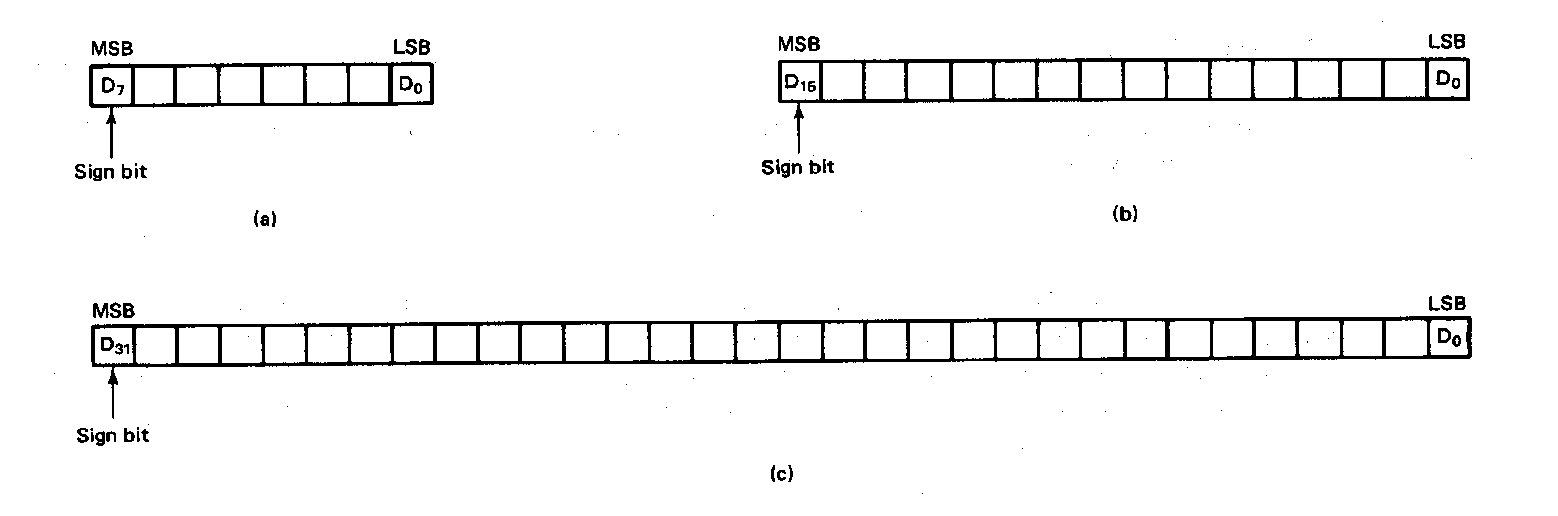 MSB LSB
D7 D0
Sign bit
(a)
MSB LSB
D15 D0
Sign bit
(b)
MSB LSB
D31 D0
Sign bit
(c)